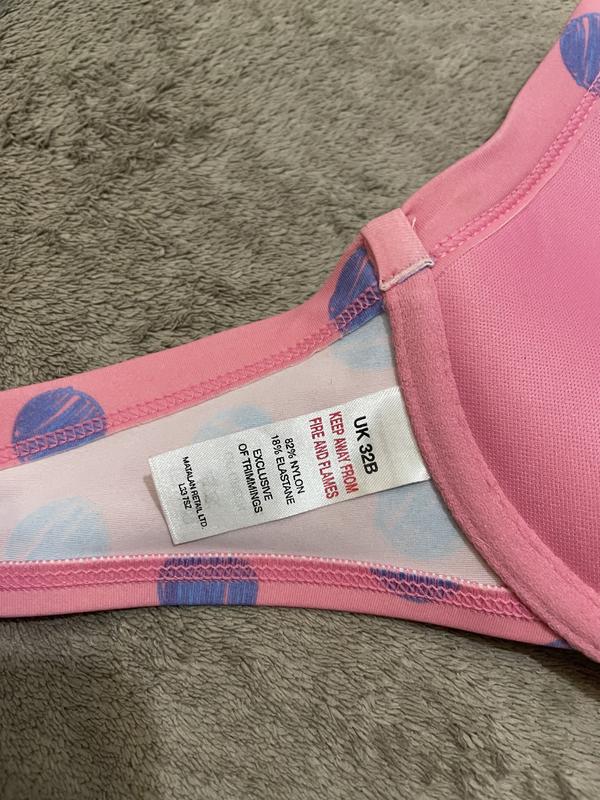 UK 32B
KEEP AWAY FROM
FIRE AND FLAMES
82% NYLON
18% ELASTANE
EXCLUSIVE
OF TRIMMINGS
MATALAN RETAIL LTD.
L33 7SZ